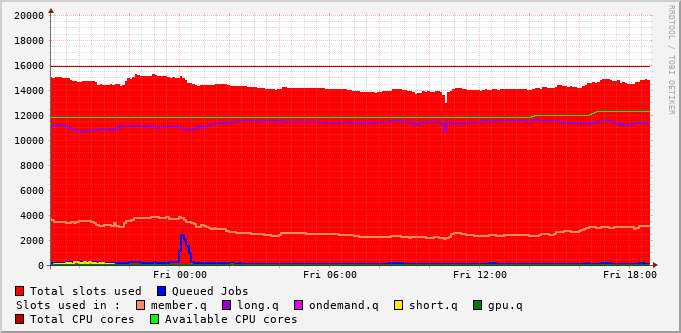 RRDTOOL / TOBI OETIKER
20000
18000
16000
14000
12000
10000
8000
6000
4000
2000
0
Fri 00:00 Fri 06:00 Fri 12:00 Fri 18:00
Total slots used Queued Jobs
Slots used in : member.q long.q ondemand.q short.q gpu.q
Total CPU cores Available CPU cores